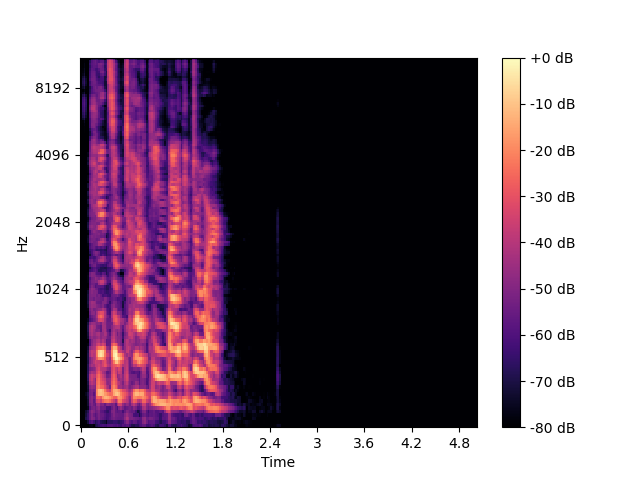 +0 dB
8192
-10 dB
4096
-20 dB
-30 dB
2048
Hz
-40 dB
1024
-50 dB
-60 dB
512
-70 dB
0
-80 dB
0 0.6 1.2 1.8 2.4 3 3.6 4.2 4.8
Time